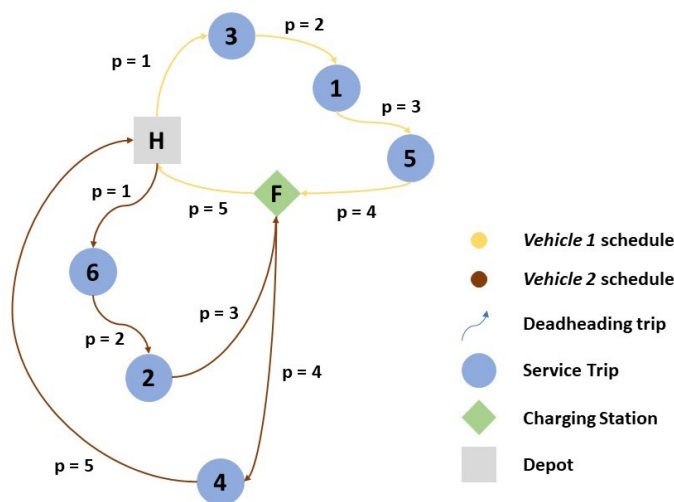 3
p = 2
p = 1
1
p = 3
H
5
p = 1
F
p = 5
p = 4
Vehicle 1 schedule
6
Vehicle 2 schedule
p = 3
p = 2
Deadheading trip
2
p = 4
Service Trip
Charging Station
p = 5
4
Depot